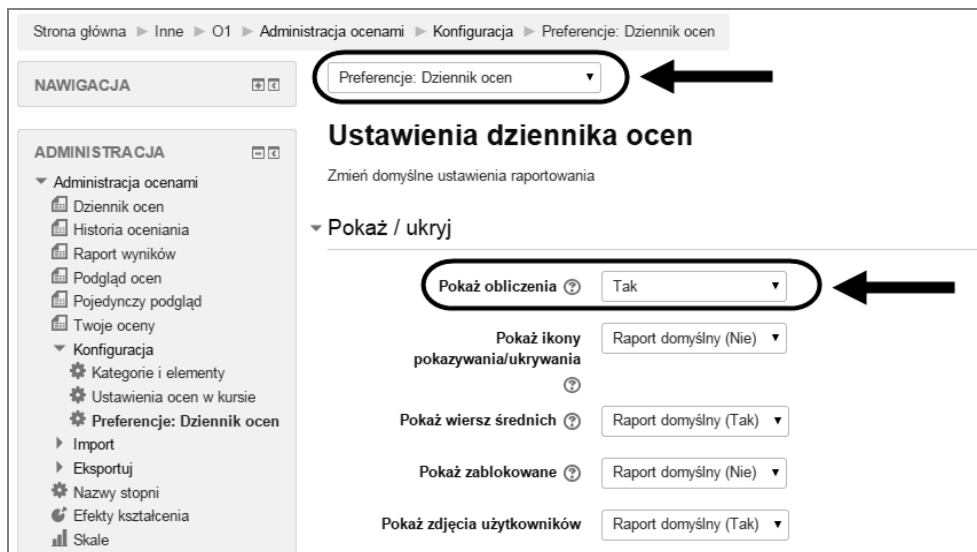 Strona główna ▶ Inne ▶ O1 ▶ Administracja ocenami ▶ Konfiguracja ▶ Preferencje: Dziennik ocen
NAWIGACJA
Preferencje: Dziennik ocen
ADMINISTRACJA
Administracja ocenami
Dziennik ocen
Historia oceniania
Raport wyników
Podgląd ocen
Pojedynczy podgląd
Twoje oceny
Konfiguracja
Kategorie i elementy
Ustawienia ocen w kursie
Preferencje: Dziennik ocen
Import
Eksportuj
Nazwy stopni
Efekty kształcenia
Skale
Ustawienia dziennika ocen
Zmień domyślne ustawienia raportowania
Pokaż / ukryj
Pokaż obliczenia Tak
Pokaż ikony Raport domyślny (Nie)
pokazywania/ukrywania
Pokaż wiersz średnich Raport domyślny (Tak)
Pokaż zablokowane Raport domyślny (Nie)
Pokaż zdjęcia użytkowników Raport domyślny (Tak)